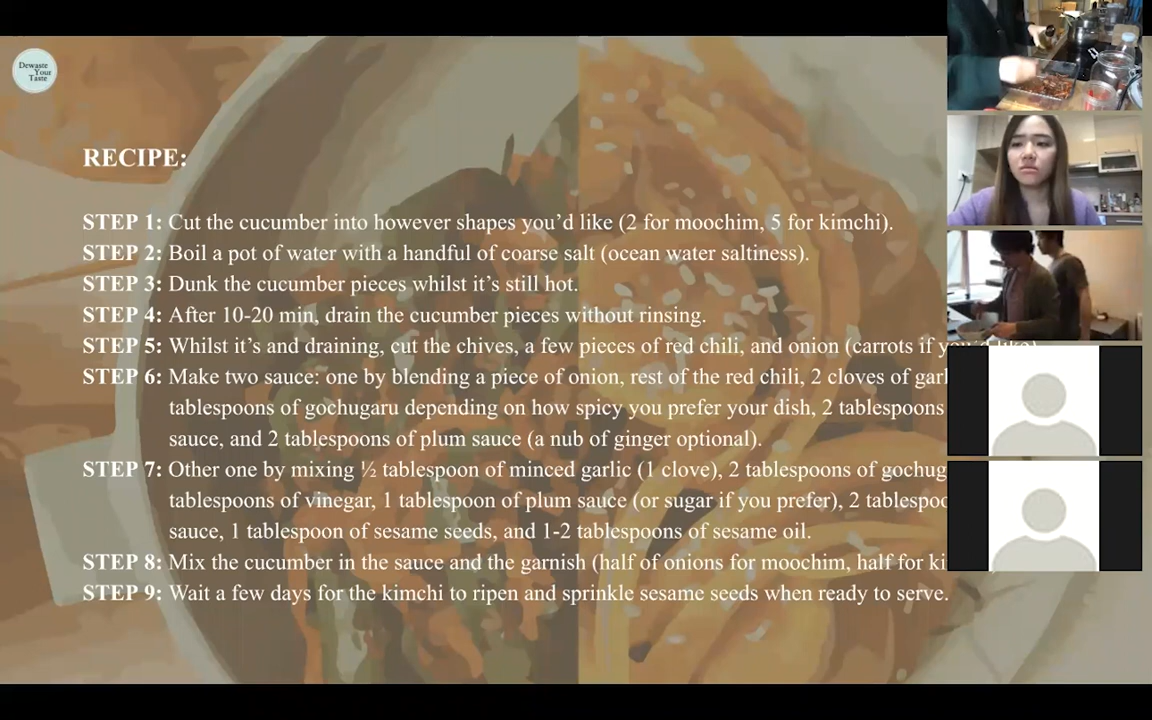 Dewaste
Your
Taste
RECIPE:
STEP 1: Cut the cucumber into however shapes you'd like (2 for moochim, 5 for kimchi).
STEP 2: Boil a pot of water with a handful of coarse salt (ocean water saltiness).
STEP 3: Dunk the cucumber pieces whilst it's still hot.
STEP 4: After 10-20 min, drain the cucumber pieces without rinsing.
STEP 5: Whilst it's and draining, cut the chives, a few pieces of red chili, and onion (carrots if you'd like)
STEP 6: Make two sauce: one by blending a piece of onion, rest of the red chili, 2 cloves of
tablespoons of gochugaru depending on how spicy you prefer your dish, 2 tablespoons
sauce, and 2 tablespoons of plum sauce (a nub of ginger optional).
STEP 7: Other one by mixing ½ tablespoon of minced garlic (1 clove), 2 tablespoons of
tablespoons of vinegar, 1 tablespoon of plum sauce (or sugar if you prefer), 2
sauce, 1 tablespoon of sesame seeds, and 1-2 tablespoons of sesame oil.
STEP 8: Mix the cucumber in the sauce and the garnish (half of onions for moochim, half for
STEP 9: Wait a few days for the kimchi to ripen and sprinkle sesame seeds when ready to serve.